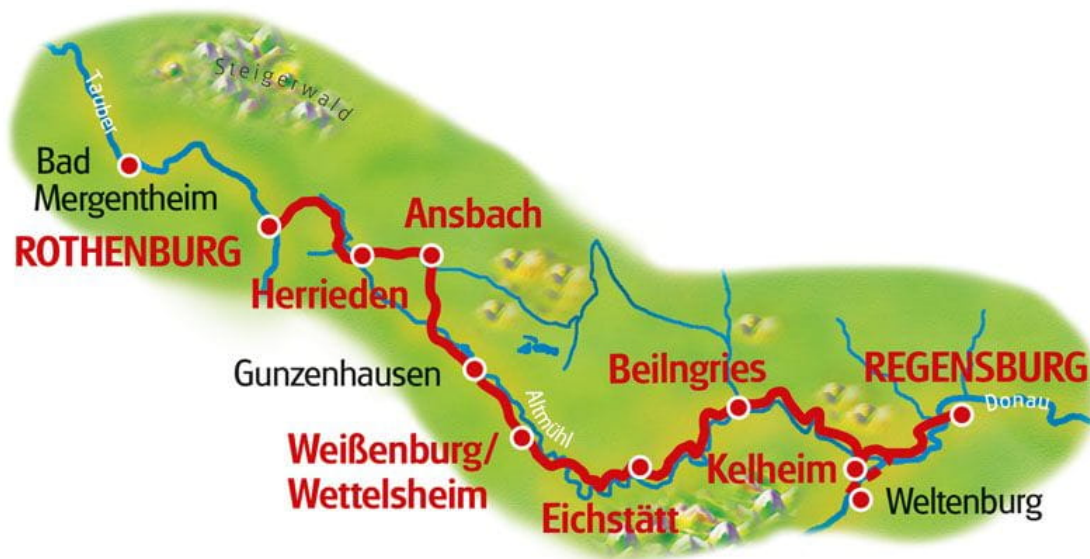 Steigerwald
Tauber
Bad
Mergentheim
ROTHENBURG
Ansbach
Herrieden
Gunzenhausen
Altmühl
Beilngries
REGENSBURG
Donau
Weißenburg/
Wettelsheim
Eichstätt
Kelheim
Weltenburg